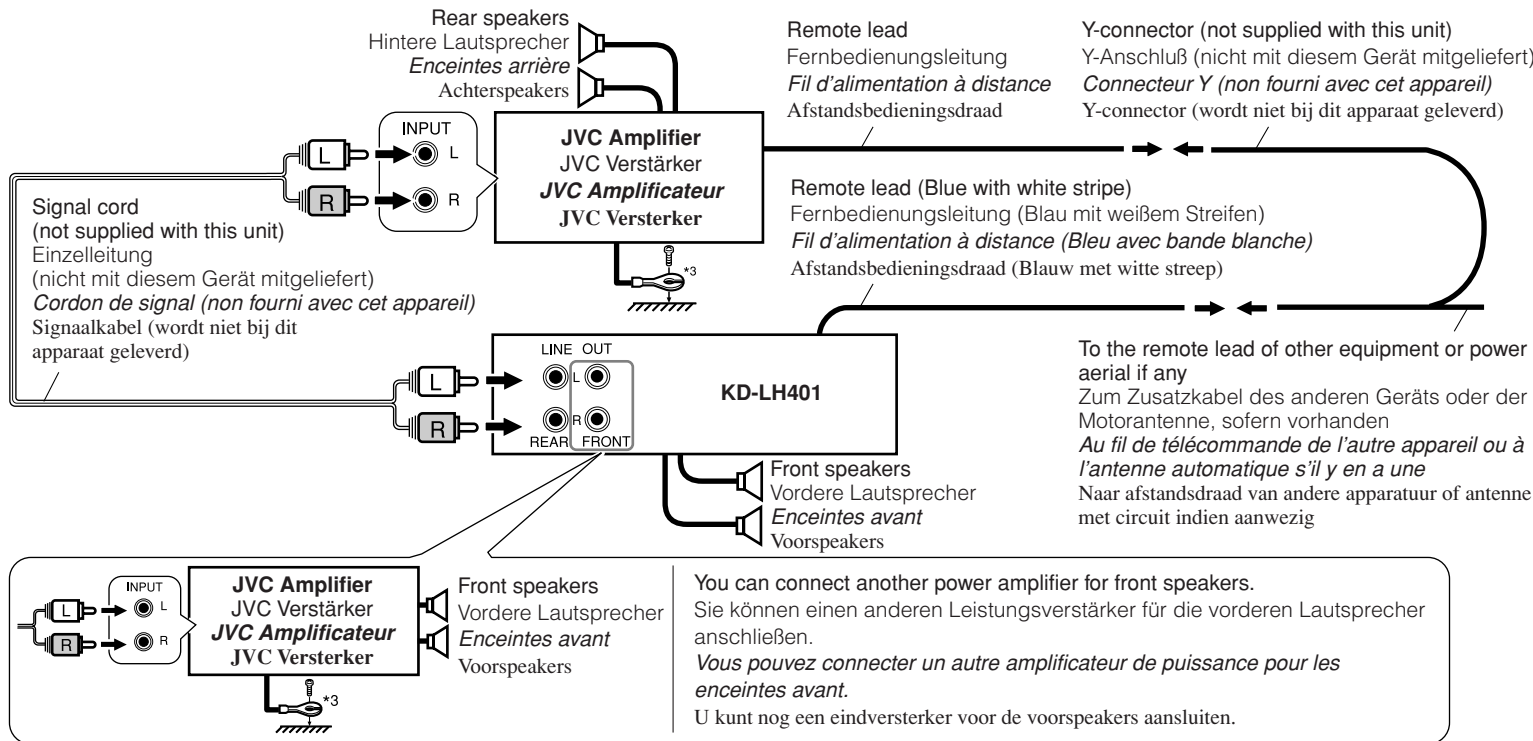 Rear speakers
Hintere Lautsprecher
Enceintes arrière
Achterspeakers
INPUT
L
R
L
R
JVC Amplifier
JVC Verstärker
JVC Amplificateur
JVC Versterker
*3
Remote lead
Fernbedienungsleitung
Fil d'alimentation à distance
Afstandsbedieningsdraad
Y-connector (not supplied with this unit)
Y-Anschluß (nicht mit diesem Gerät mitgeliefert)
Connecteur Y (non fourni avec cet appareil)
Y-connector (wordt niet bij dit apparaat geleverd)
Signal cord
(not supplied with this unit)
Einzelleitung
(nicht mit diesem Gerät mitgeliefert)
Cordon de signal (non fourni avec cet appareil)
Signaalkabel (wordt niet bij dit
apparaat geleverd)
Remote lead (Blue with white stripe)
Fernbedienungsleitung (Blau mit weißem Streifen)
Fil d'alimentation à distance (Bleu avec bande blanche)
Afstandsbedieningsdraad (Blauw met witte streep)
L
R
LINE OUT
L
R
REAR FRONT
KD-LH401
To the remote lead of other equipment or power
aerial if any
Zum Zusatzkabel des anderen Geräts oder der
Motorantenne, sofern vorhanden
Au fil de télécommande de l'autre appareil ou à
l'antenne automatique s'il y en a une
Naar afstandsdraad van andere apparatuur of antenne
met circuit indien aanwezig
Front speakers
Vordere Lautsprecher
Enceintes avant
Voorspeakers
L
R
INPUT
L
R
JVC Amplifier
JVC Verstärker
JVC Amplificateur
JVC Versterker
*3
Front speakers
Vordere Lautsprecher
Enceintes avant
Voorspeakers
You can connect another power amplifier for front speakers.
Sie können einen anderen Leistungsverstärker für die vorderen Lautsprecher
anschließen.
Vous pouvez connecter un autre amplificateur de puissance pour les
enceintes avant.
U kunt nog een eindversterker voor de voorspeakers aansluiten.